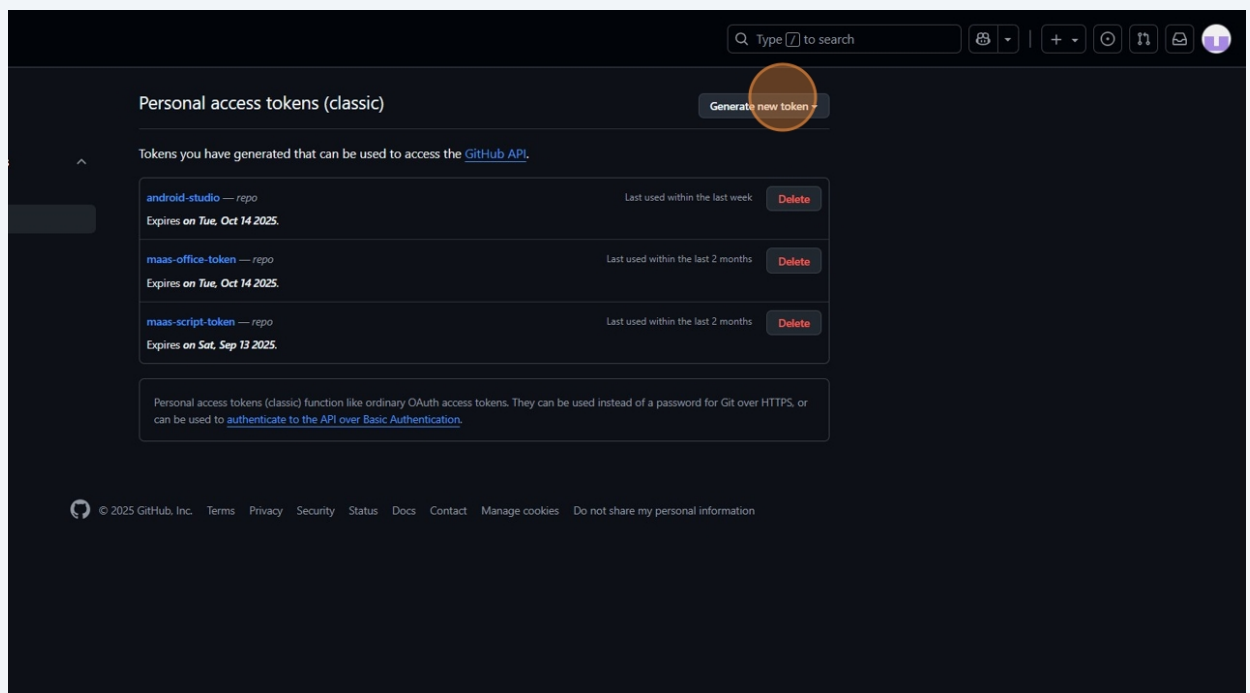 Type / to search
Personal access tokens (classic)
Generate new token
Tokens you have generated that can be used to access the GitHub API.
android-studio — repo
Last used within the last week
Delete
Expires on Tue, Oct 14 2025.
maas-office-token — repo
Last used within the last 2 months
Delete
Expires on Tue, Oct 14 2025.
maas-script-token — repo
Last used within the last 2 months
Delete
Expires on Sat, Sep 13 2025.
Personal access tokens (classic) function like ordinary OAuth access tokens. They can be used instead of a password for Git over HTTPS, or
can be used to authenticate to the API over Basic Authentication.
© 2025 GitHub, Inc. Terms Privacy Security Status Docs Contact Manage cookies Do not share my personal information